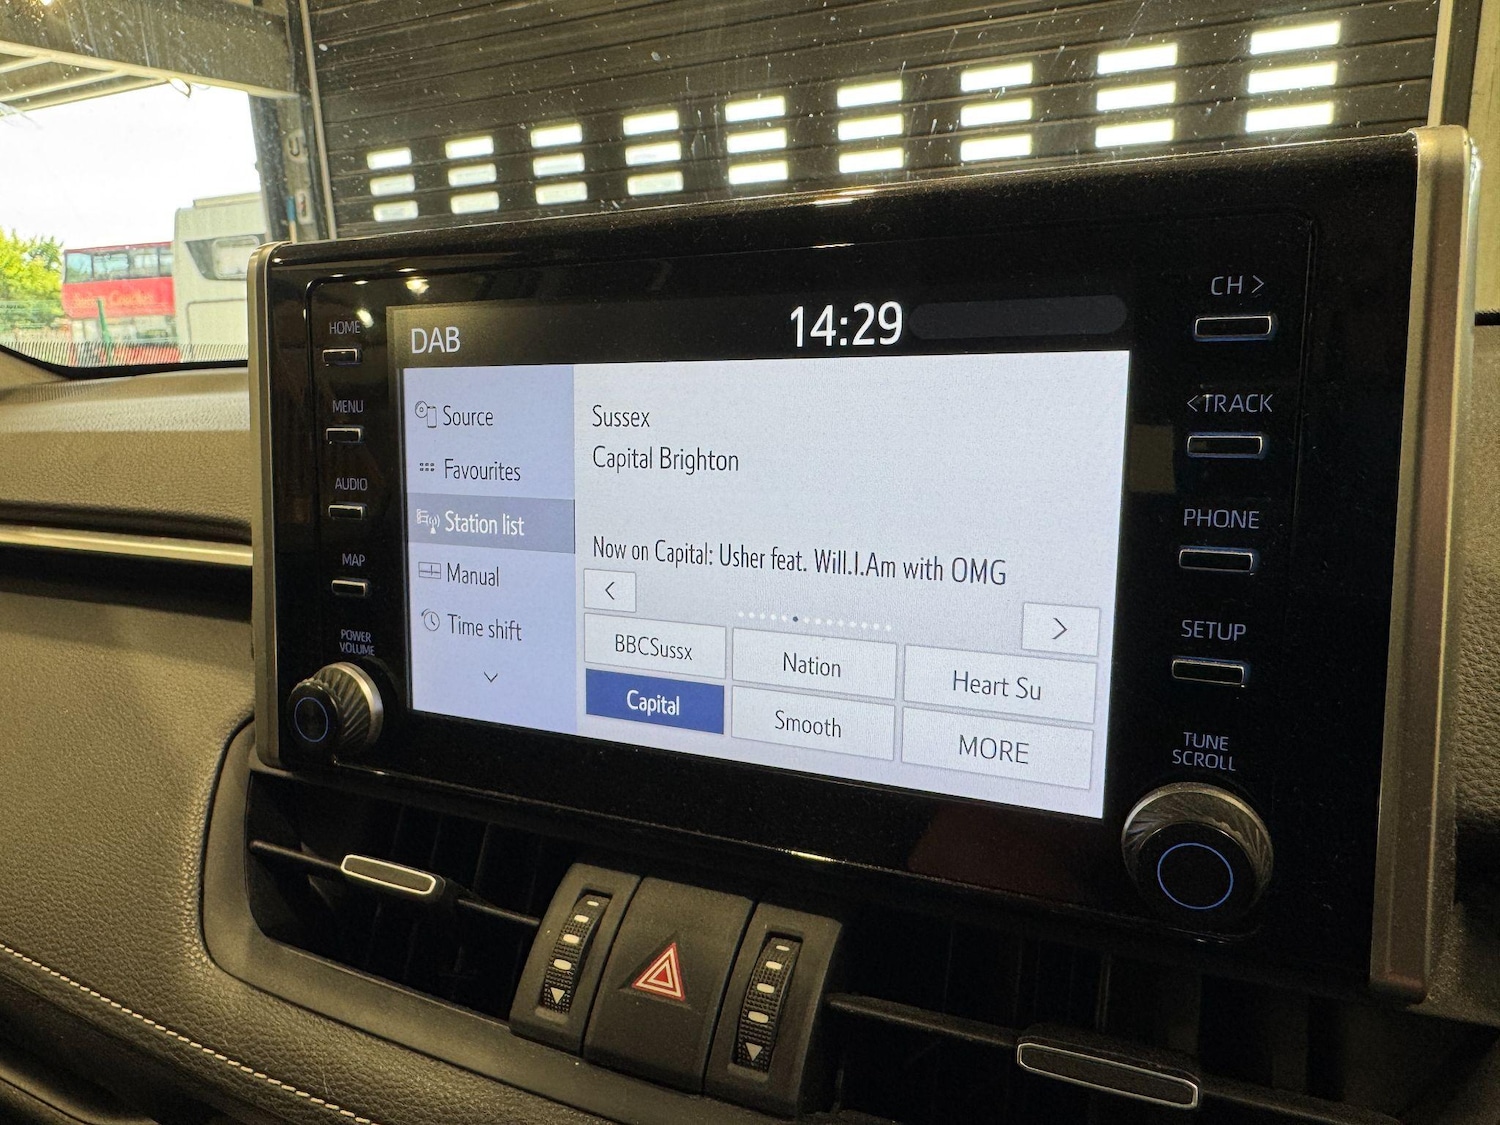 DAB
14:29
Source
Favourites
Station list
Manual
Time shift
Sussex
Capital Brighton
Now on Capital: Usher feat. Will.I.Am with OMG
<
>
BBCSussx
Nation
Heart Su
Capital
Smooth
MORE
HOME
MENU
AUDIO
MAP
POWER
VOLUME
CH >
< TRACK
PHONE
SETUP
TUNE
SCROLL
Coaches